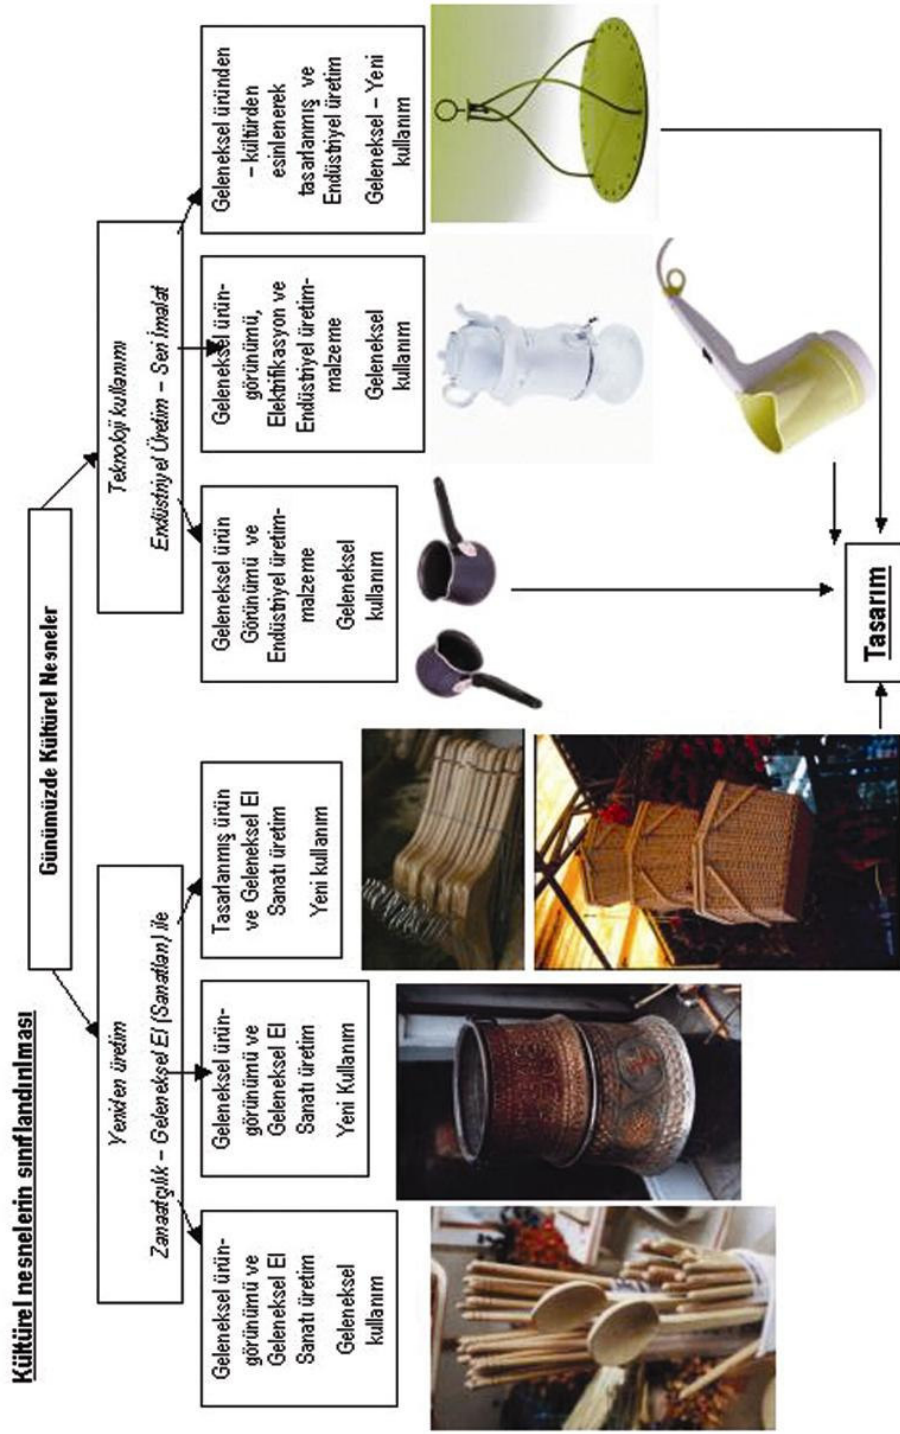 Kültürel nesnelerin sınıflandırılması
Günümüzde Kültürel Nesneler
Yeniden üretim
Zanaatçılık – Geleneksel El (Sanatları) ile
Teknoloji kullanımı
Endüstriyel Üretim – Seri İmalat
Geleneksel ürün-
görünümü ve
Geleneksel El
Sanatı üretim
Geleneksel
kullanım
Geleneksel ürün-
görünümü ve
Geleneksel El
Sanatı üretim
Yeni Kullanım
Tasarlanmış ürün
ve Geleneksel El
Sanatı üretim
Yeni kullanım
Geleneksel ürün
Görünümü ve
Endüstriyel üretim-
malzeme
Geleneksel
kullanım
Geleneksel ürün-
görünümü,
Elektrifikasyon ve
Endüstriyel üretim-
malzeme
Geleneksel
kullanım
Geleneksel üründen
– kültürden
esinlenerek
tasarlanmış ve
Endüstriyel üretim
Geleneksel – Yeni
kullanım
Tasarım